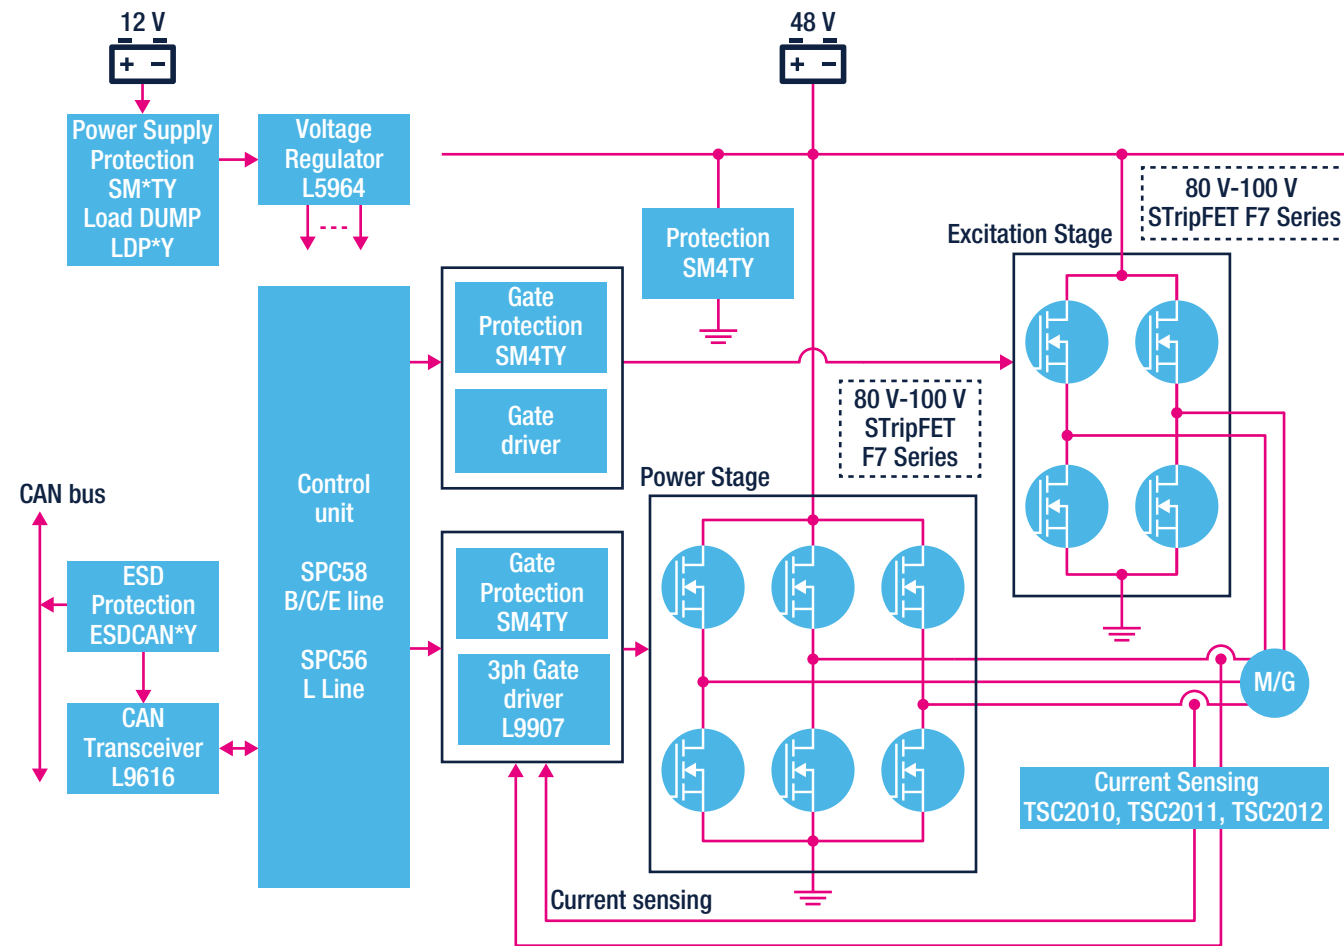 12 V
48 V
Power Supply
Protection
SM*TY
Load DUMP
LDP*Y
Voltage
Regulator
L5964
Protection
SM4TY
80 V-100 V
STripFET F7 Series
Excitation Stage
Gate
Protection
SM4TY
Gate
driver
80 V-100 V
STripFET
F7 Series
Power Stage
Control
unit
SPC58
B/C/E line
SPC56
L Line
CAN bus
ESD
Protection
ESDCAN*Y
CAN
Transceiver
L9616
Gate
Protection
SM4TY
3ph Gate
driver
L9907
M/G
Current Sensing
TSC2010, TSC2011, TSC2012
Current sensing